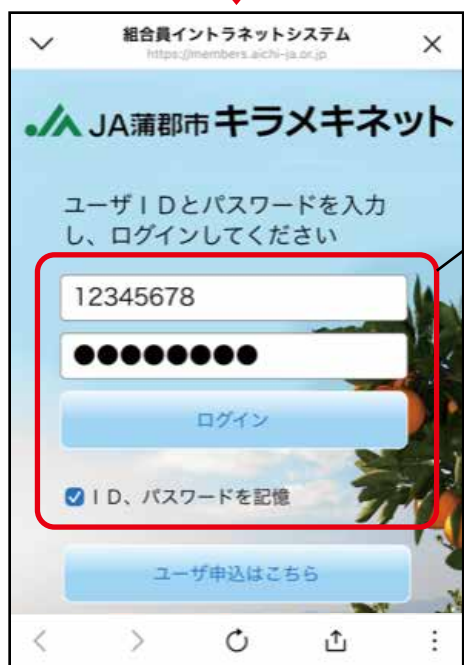 組合員イントラネットシステム
https://members.aichi-ja.or.jp
JA蒲郡市 キラメキネット
ユーザIDとパスワードを入力
し、ログインしてください
12345678
●●●●●●●●
ログイン
ID、パスワードを記憶
ユーザ申込はこちら